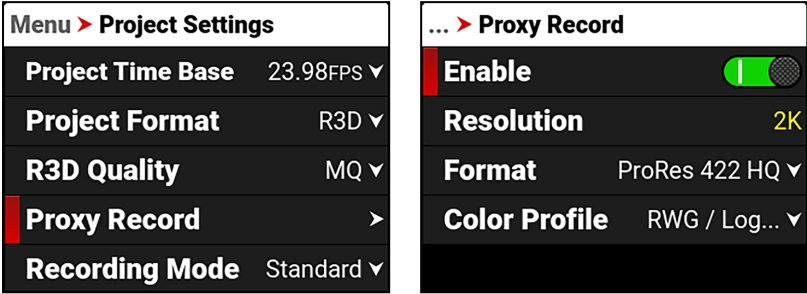 Menu ➤ Project Settings
Project Time Base 23.98FPS
Project Format R3D
R3D Quality MQ
Proxy Record
Recording Mode Standard
... ➤ Proxy Record
Enable
Resolution 2K
Format ProRes 422 HQ
Color Profile RWG / Log...